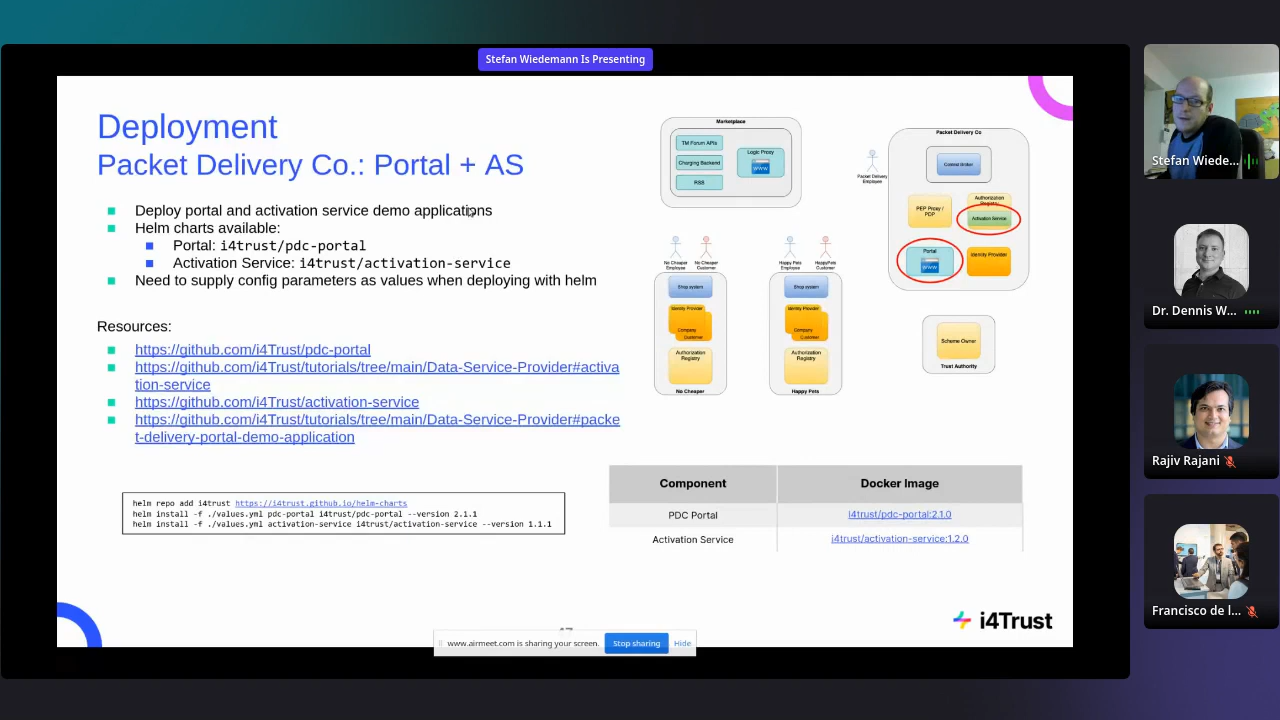 Stefan Wiedemann Is Presenting
Deployment
Packet Delivery Co.: Portal + AS
Deploy portal and activation service demo applications
Helm charts available:
Portal: i4trust/pdc-portal
Activation Service: i4trust/activation-service
Need to supply config parameters as values when deploying with helm
Resources:
https://github.com/i4Trust/pdc-portal
https://github.com/i4Trust/tutorials/tree/main/Data-Service-Provider#activa
tion-service
https://github.com/i4Trust/activation-service
https://github.com/i4Trust/tutorials/tree/main/Data-Service-Provider#packe
t-delivery-portal-demo-application
helm repo add i4trust https://i4trust.github.io/helm-charts
helm install -f ./values.yml pdc-portal i4trust/pdc-portal --version 2.1.1
helm install -f ./values.yml activation-service i4trust/activation-service --version 1.1.1
Marketplace
TM Forum APIs
Charging Backend
RSS
Logic Proxy
WWW
Packet Delivery Co
Packet Delivery
Employee
Context Broker
PEP Proxy /
PDP
Authorization
Registry
Activation Service
Portal
WWW
Identity Provider
No Cheaper
Employee
No Cheaper
Customer
Shop system
Identity Provider
Company
Customer
Authorization
Registry
No Cheaper
Happy Pets
Employee
HappyPets
Customer
Shop system
Identity Provider
Company
Customer
Authorization
Registry
Happy Pets
Scheme Owner
Trust Authority
Component Docker Image
PDC Portal i4trust/pdc-portal:2.1.0
Activation Service i4trust/activation-service:1.2.0
i4Trust
www.airmeet.com is sharing your screen. Stop sharing Hide
Stefan Wiede...
Dr. Dennis W...
Rajiv Rajani
Francisco de l...